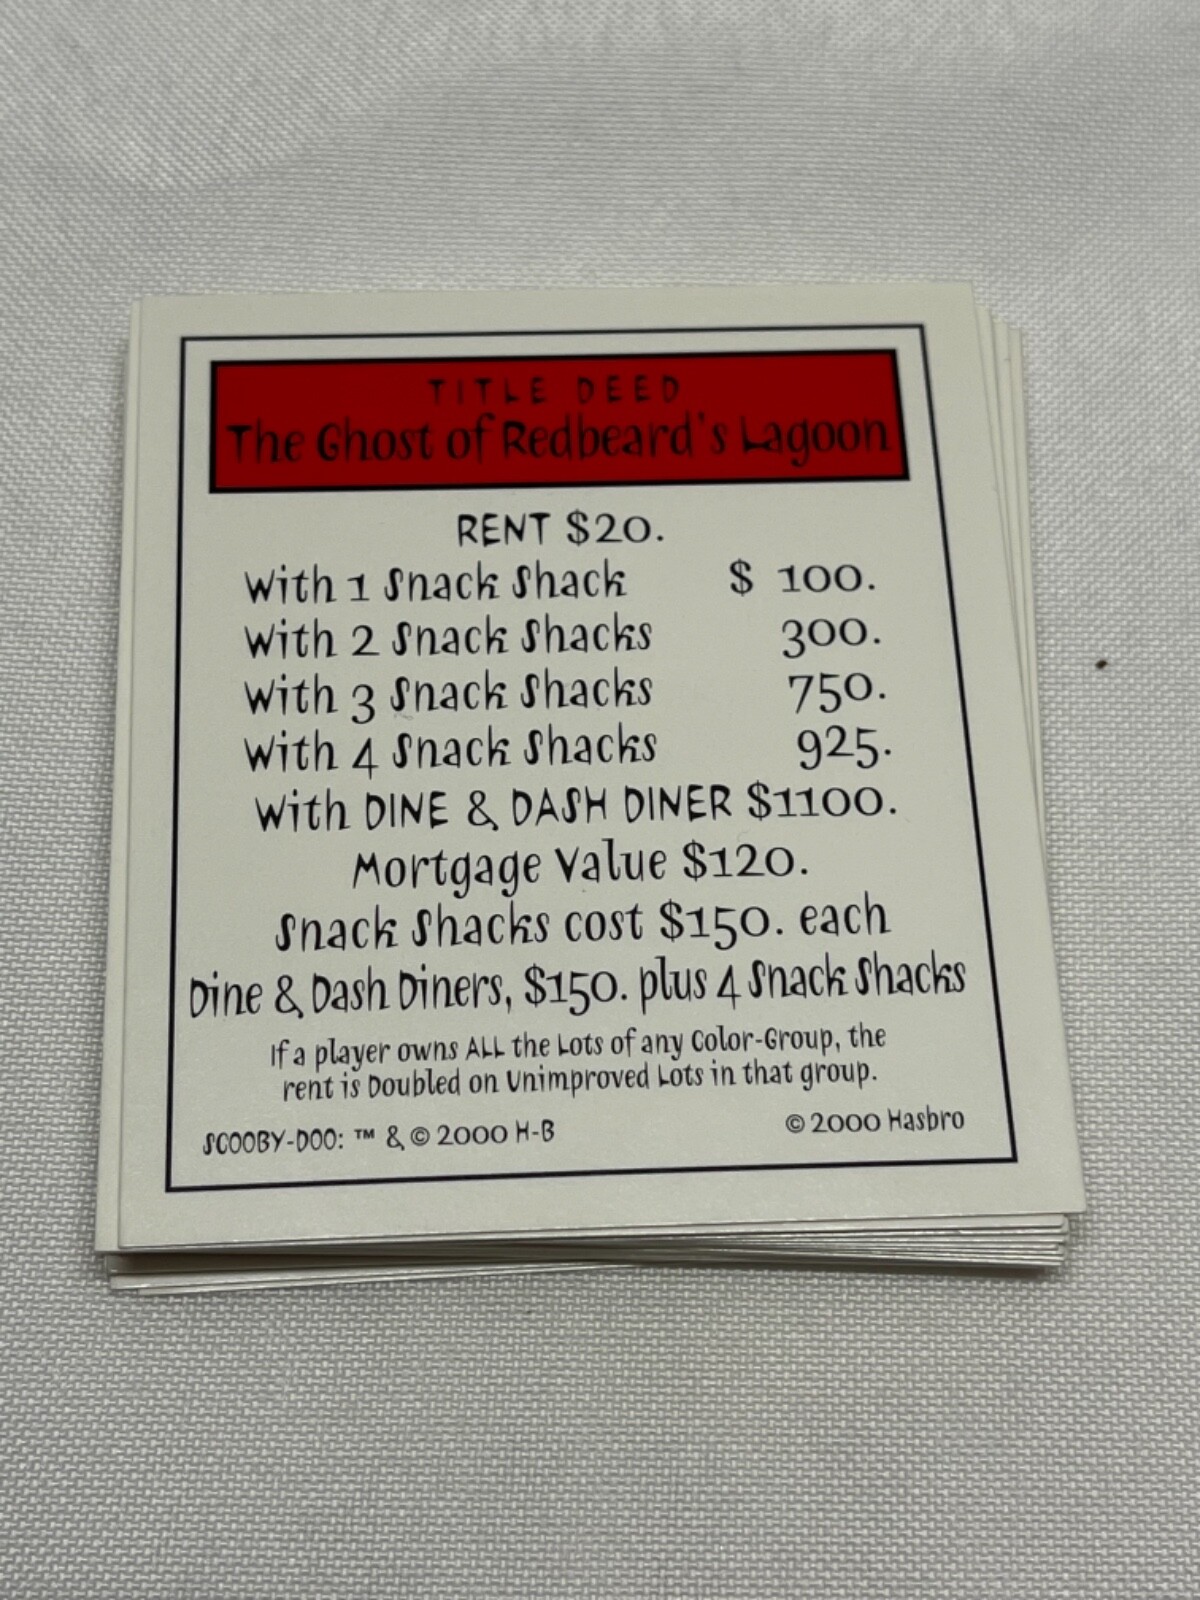 TITLE DEED
The Ghost of Redbeard's Lagoon
RENT $20.
With 1 Snack Shack $ 100.
With 2 Snack Shacks 300.
With 3 Snack Shacks 750.
With 4 Snack Shacks 925.
With DINE & DASH DINER $1100.
Mortgage Value $120.
Snack Shacks cost $150. each
Dine & Dash Diners, $150. plus 4 Snack Shacks
If a player owns ALL the Lots of any Color-Group, the
rent is Doubled on Unimproved Lots in that group.
SCOOBY-DOO: ™ & © 2000 H-B © 2000 Hasbro